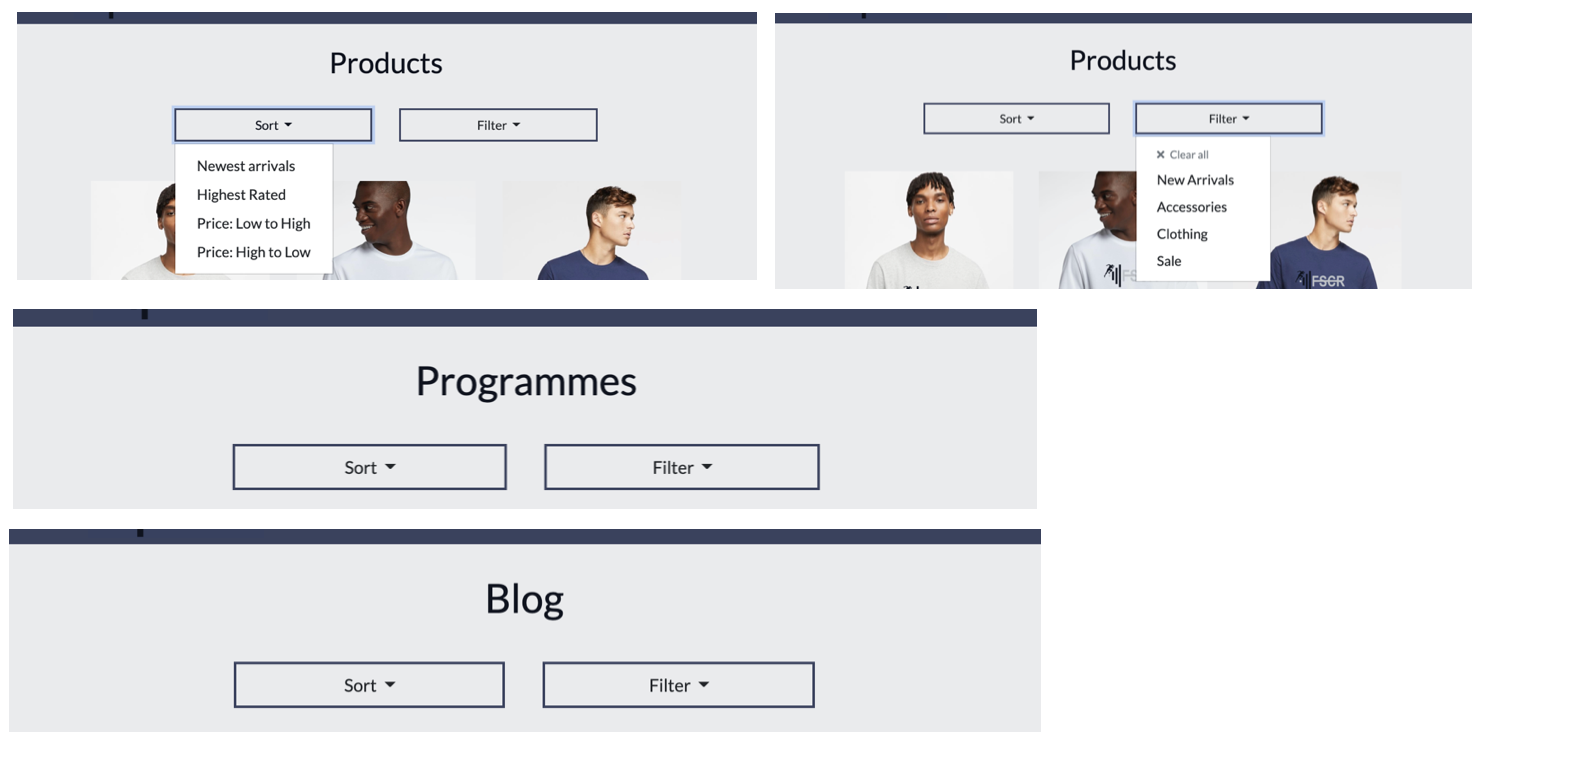 Products
Sort
Filter
Newest arrivals
Highest Rated
Price: Low to High
Price: High to Low
Products
Sort
Filter
Clear all
New Arrivals
Accessories
Clothing
Sale
FS
FSCR
Programmes
Sort
Filter
Blog
Sort
Filter